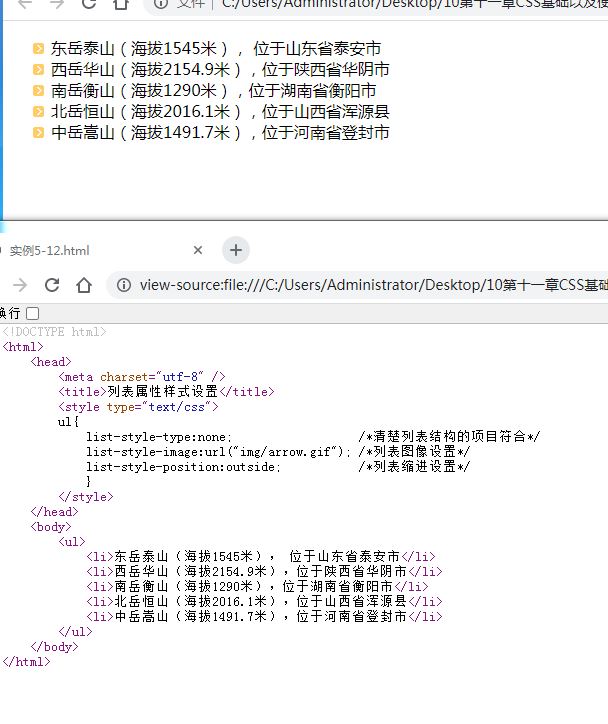 文件 C:/Users/Administrator/Desktop/10第十一章CSS基础以及使
东岳泰山（海拔1545米）， 位于山东省泰安市
西岳华山（海拔2154.9米），位于陕西省华阴市
南岳衡山（海拔1290米），位于湖南省衡阳市
北岳恒山（海拔2016.1米），位于山西省浑源县
中岳嵩山（海拔1491.7米），位于河南省登封市
实例5-12.html
view-source:file:///C:/Users/Administrator/Desktop/10第十一章CSS基础
换行
<!DOCTYPE html>
<html>
<head>
<meta charset="utf-8" />
<title>列表属性样式设置</title>
<style type="text/css">
ul{
list-style-type:none; /*清楚列表结构的项目符合*/
list-style-image:url("img/arrow.gif"); /*列表图像设置*/
list-style-position:outside; /*列表缩进设置*/
}
</style>
</head>
<body>
<ul>
<li>东岳泰山（海拔1545米）， 位于山东省泰安市</li>
<li>西岳华山（海拔2154.9米），位于陕西省华阴市</li>
<li>南岳衡山（海拔1290米），位于湖南省衡阳市</li>
<li>北岳恒山（海拔2016.1米），位于山西省浑源县</li>
<li>中岳嵩山（海拔1491.7米），位于河南省登封市</li>
</ul>
</body>
</html>